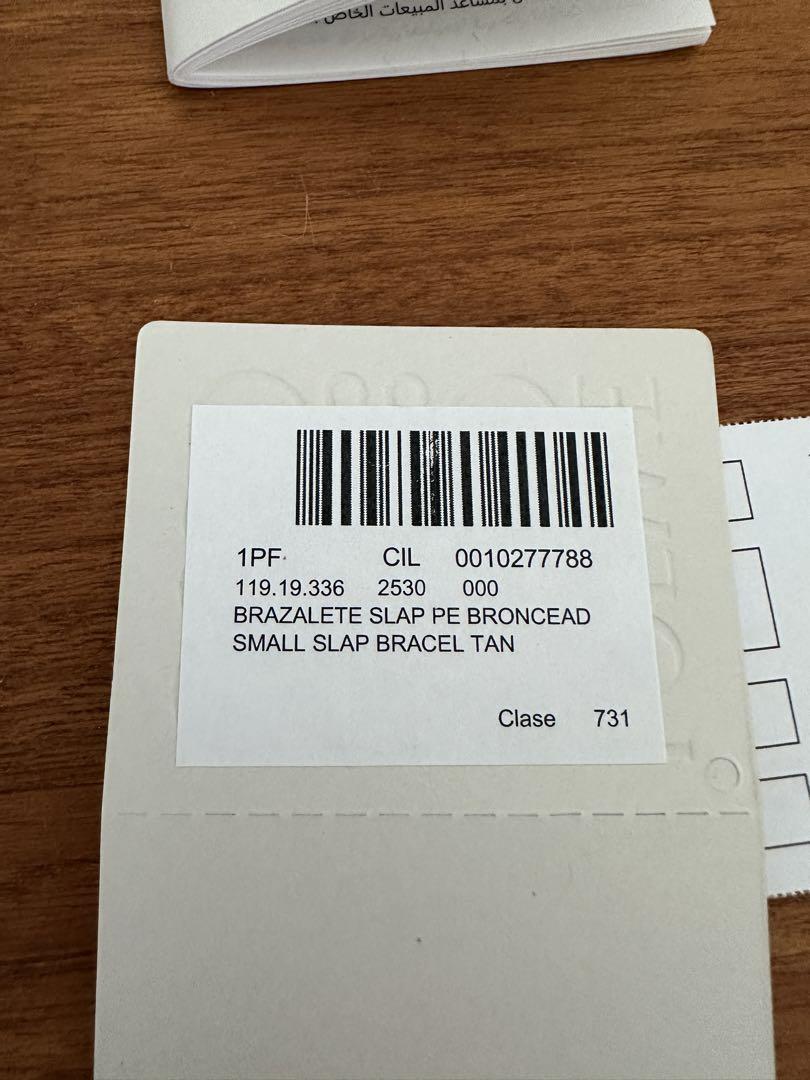 بمساعد المبيعات الخاص
1PF CIL 0010277788
119.19.336 2530 000
BRAZALETE SLAP PE BRONCEAD
SMALL SLAP BRACEL TAN
Clase 731